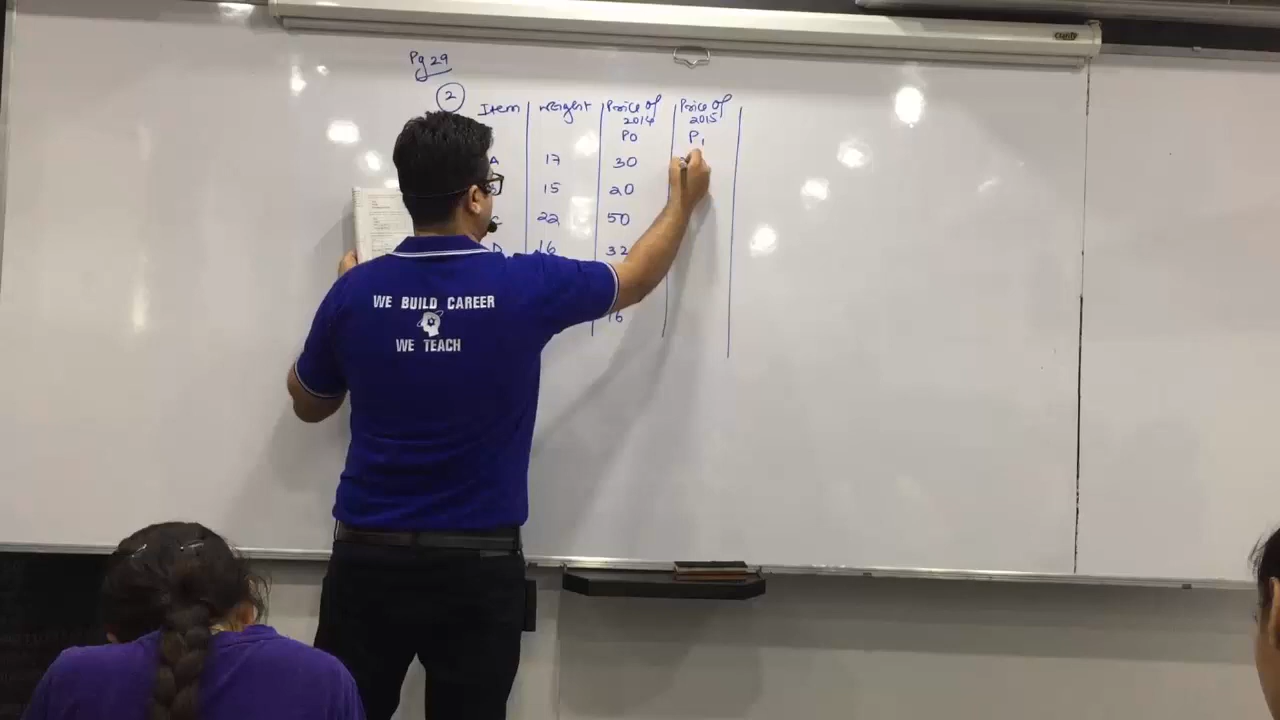 Pg 29
2
Item Weight Price of 2014 P0 Price of 2015 P1
A 17 30
15 20
C 22 50
D 16 32
16
WE BUILD CAREER
WE TEACH